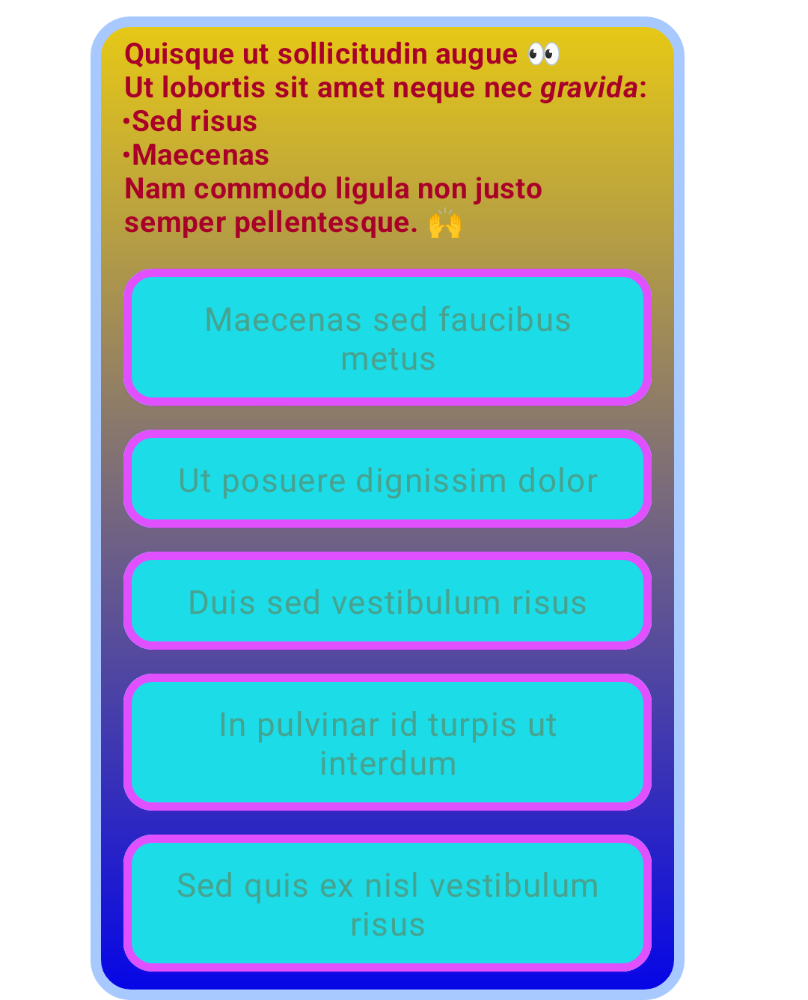 Quisque ut sollicitudin augue 👀
Ut lobortis sit amet neque nec gravida:
•Sed risus
•Maecenas
Nam commodo ligula non justo
semper pellentesque. 🙌
Maecenas sed faucibus
metus
Ut posuere dignissim dolor
Duis sed vestibulum risus
In pulvinar id turpis ut
interdum
Sed quis ex nisl vestibulum
risus